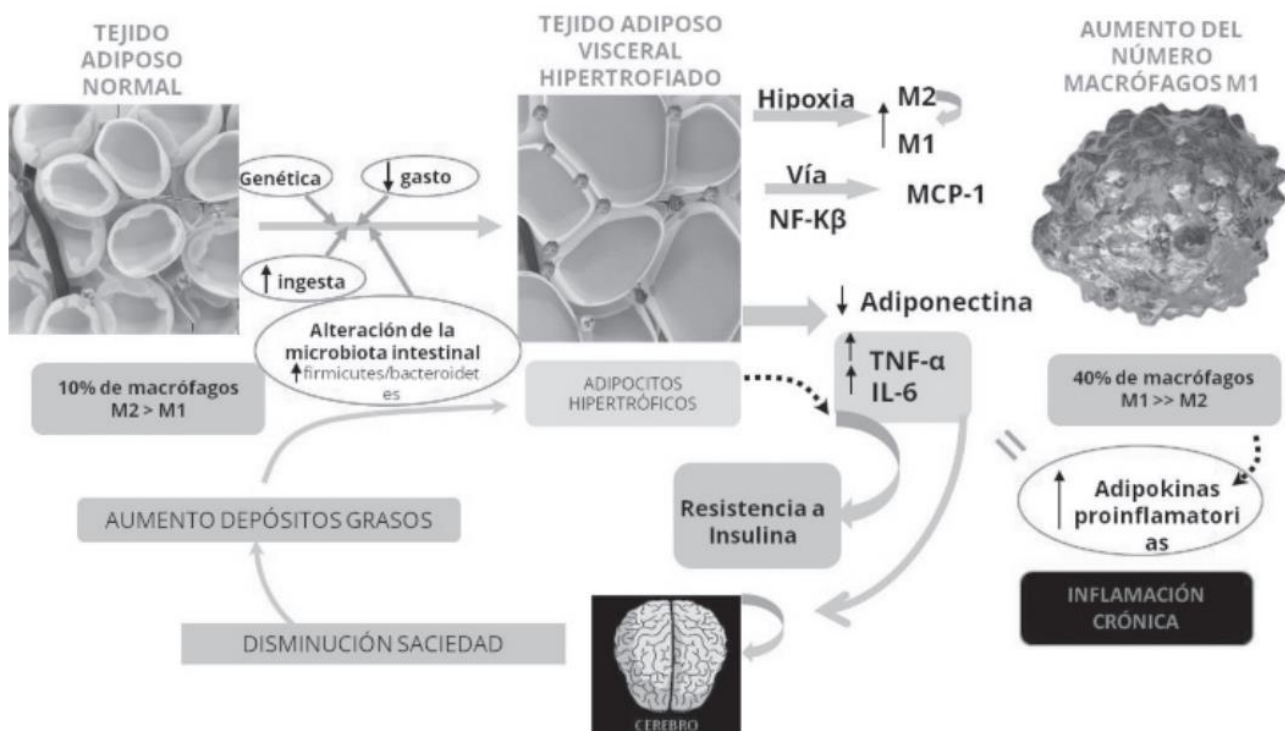 TEJIDO
ADIPOSO
NORMAL
TEJIDO ADIPOSO
VISCERAL
HIPERTROFIADO
AUMENTO DEL
NÚMERO
MACRÓFAGOS M1
Genética
↓ gasto
↑ ingesta
Alteración de la
microbiota intestinal
↑firmicutes/bacteroidet
es
Hipoxia
↑ M2
M1
Vía
NF-Kβ
MCP-1
↓ Adiponectina
↑ TNF-α
↑ IL-6
10% de macrófagos
M2 > M1
ADIPOCITOS
HIPERTRÓFICOS
40% de macrófagos
M1 >> M2
=
↑ Adipokinas
proinflamatori
as
INFLAMACIÓN
CRÓNICA
Resistencia a
Insulina
AUMENTO DEPÓSITOS GRASOS
DISMINUCIÓN SACIEDAD
CEREBRO